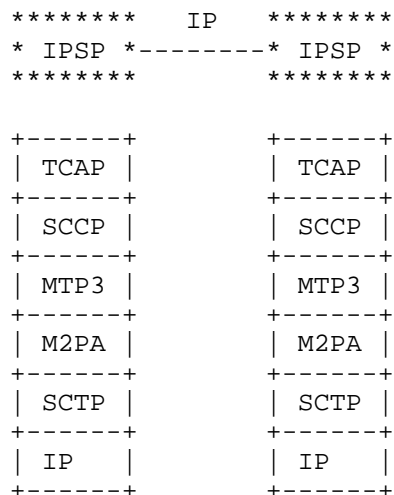 ********   IP   ********
* IPSP *--------* IPSP *
********        ********
+------+        +------+
| TCAP |        | TCAP |
+------+        +------+
| SCCP |        | SCCP |
+------+        +------+
| MTP3 |        | MTP3 |
+------+        +------+
| M2PA |        | M2PA |
+------+        +------+
| SCTP |        | SCTP |
+------+        +------+
| IP   |        | IP   |
+------+        +------+